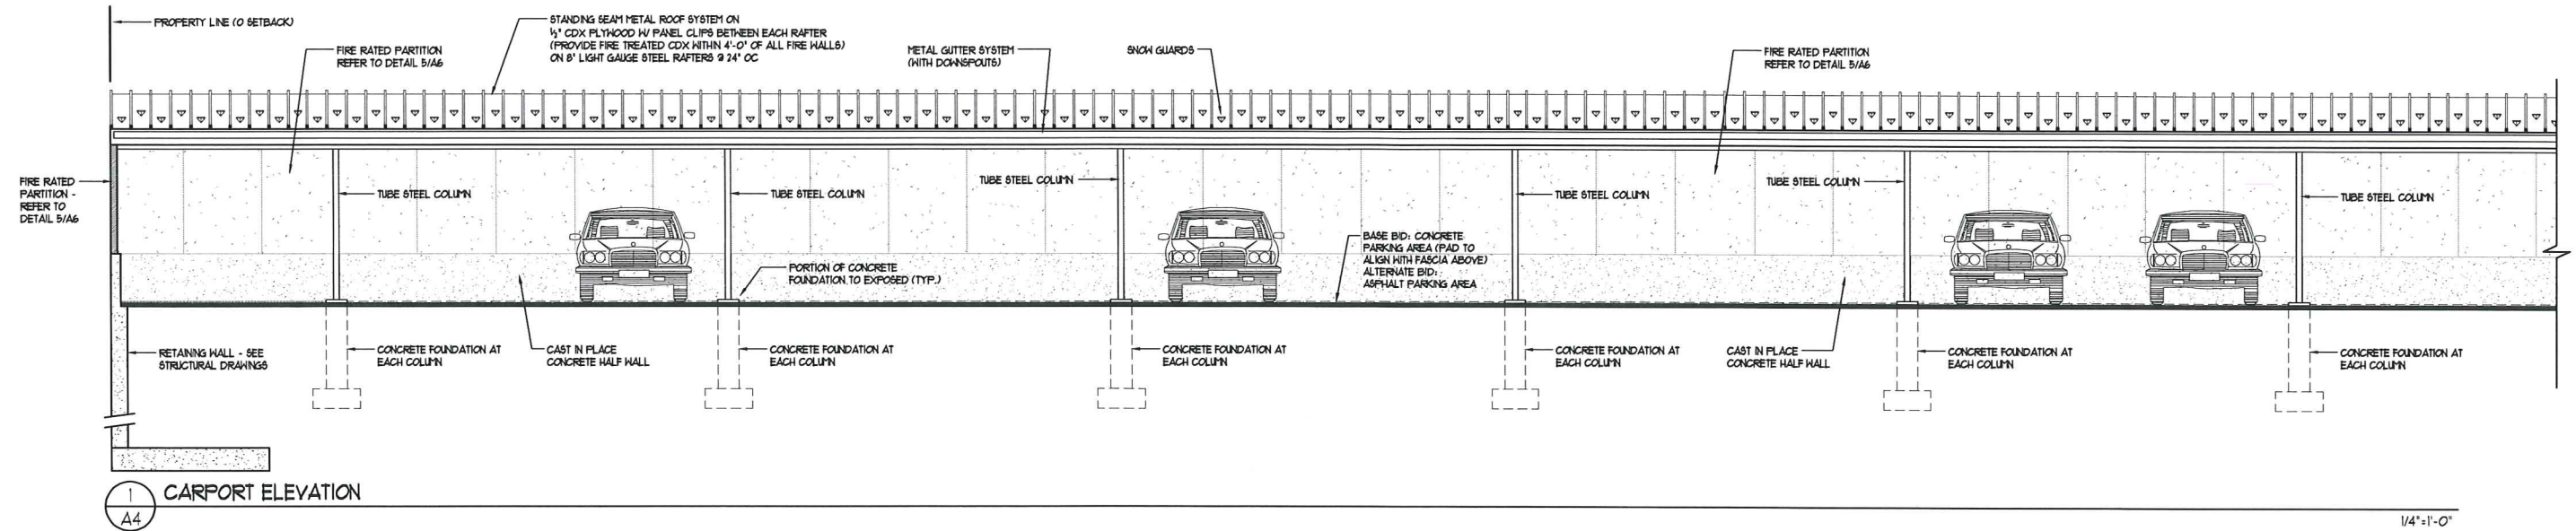 PROPERTY LINE (0 SETBACK)
STANDING SEAM METAL ROOF SYSTEM ON
½" CDX PLYWOOD W/ PANEL CLIPS BETWEEN EACH RAFTER
(PROVIDE FIRE TREATED CDX WITHIN 4'-0" OF ALL FIRE WALLS)
ON 8" LIGHT GAUGE STEEL RAFTERS @ 24" OC
FIRE RATED PARTITION
REFER TO DETAIL 5/A6
METAL GUTTER SYSTEM
(WITH DOWNSPOUTS)
SNOW GUARDS
FIRE RATED PARTITION
REFER TO DETAIL 5/A6
FIRE RATED
PARTITION -
REFER TO
DETAIL 5/A6
TUBE STEEL COLUMN
TUBE STEEL COLUMN
TUBE STEEL COLUMN
TUBE STEEL COLUMN
TUBE STEEL COLUMN
TUBE STEEL COLUMN
PORTION OF CONCRETE
FOUNDATION TO EXPOSED (TYP.)
BASE BID: CONCRETE
PARKING AREA (PAD TO
ALIGN WITH FASCIA ABOVE)
ALTERNATE BID:
ASPHALT PARKING AREA
RETAINING WALL - SEE
STRUCTURAL DRAWINGS
CONCRETE FOUNDATION AT
EACH COLUMN
CAST IN PLACE
CONCRETE HALF WALL
CONCRETE FOUNDATION AT
EACH COLUMN
CONCRETE FOUNDATION AT
EACH COLUMN
CONCRETE FOUNDATION AT
EACH COLUMN
CAST IN PLACE
CONCRETE HALF WALL
CONCRETE FOUNDATION AT
EACH COLUMN
CONCRETE FOUNDATION AT
EACH COLUMN
1
A4
CARPORT ELEVATION
1/4"=1'-0"